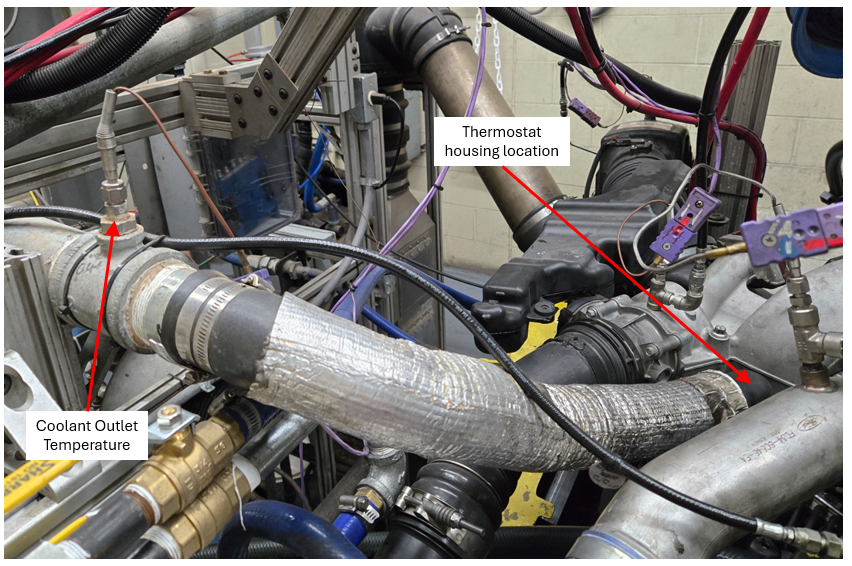 Thermostat
housing location
Coolant Outlet
Temperature